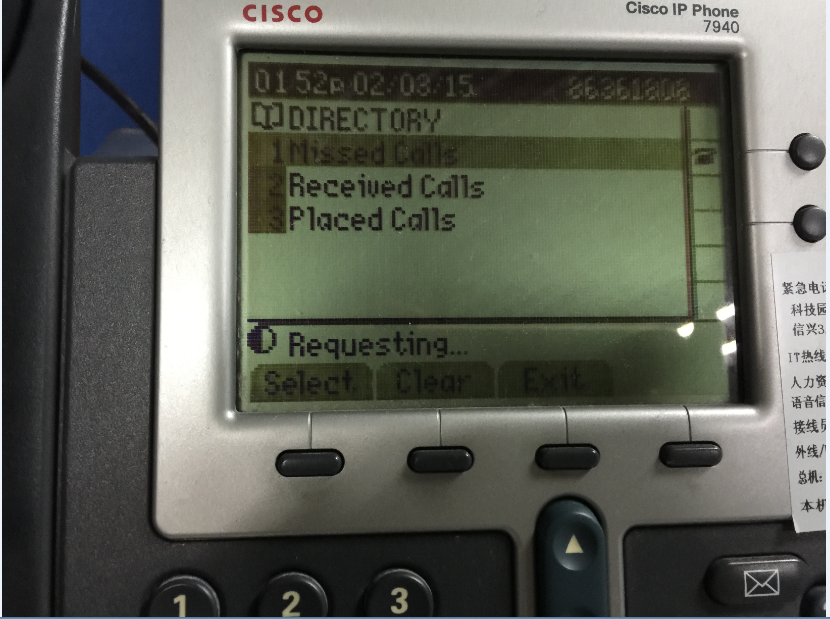 CISCO
Cisco IP Phone
7940
01:52p 02/03/15
86361808
DIRECTORY
1 Missed Calls
2 Received Calls
3 Placed Calls
Requesting...
Select Clear Exit
紧急电话
科技园
信兴3
IT热线
人力资
语音信
接线员
外线/
总机:
本机
1 2 3